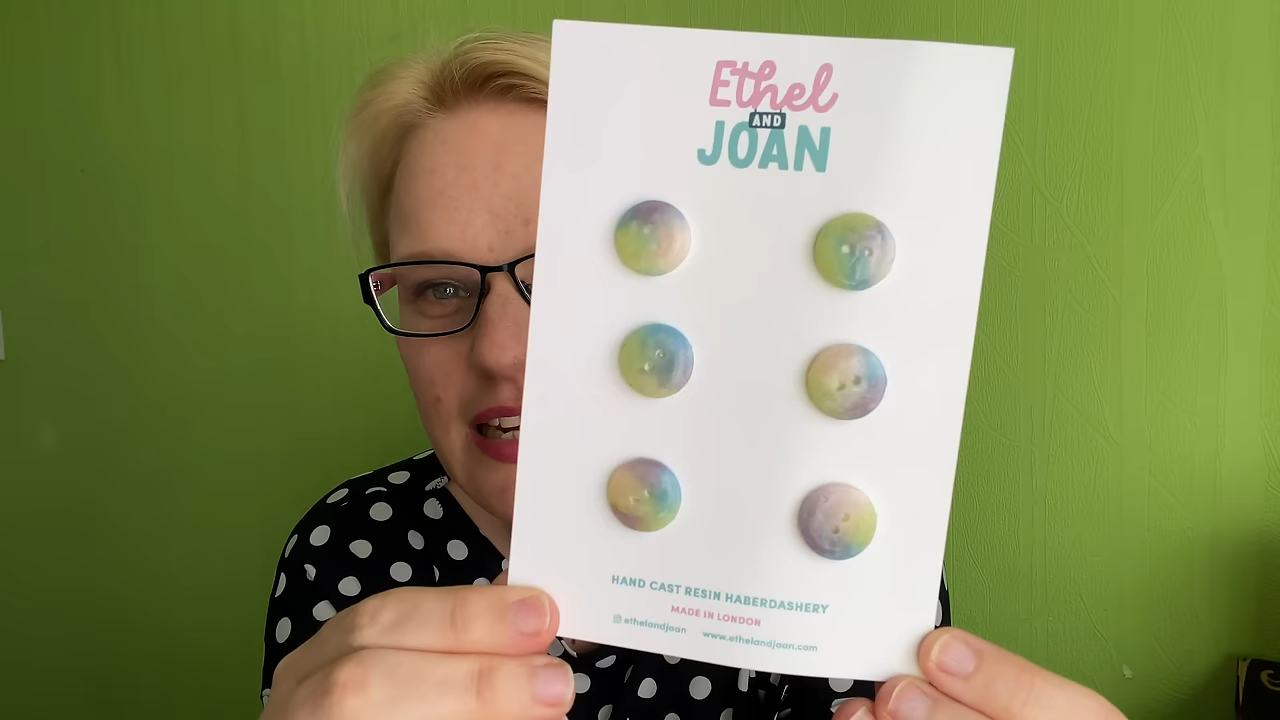 Ethel
AND
JOAN
HAND CAST RESIN HABERDASHERY
MADE IN LONDON
ethelandjoan www.ethelandjoan.com